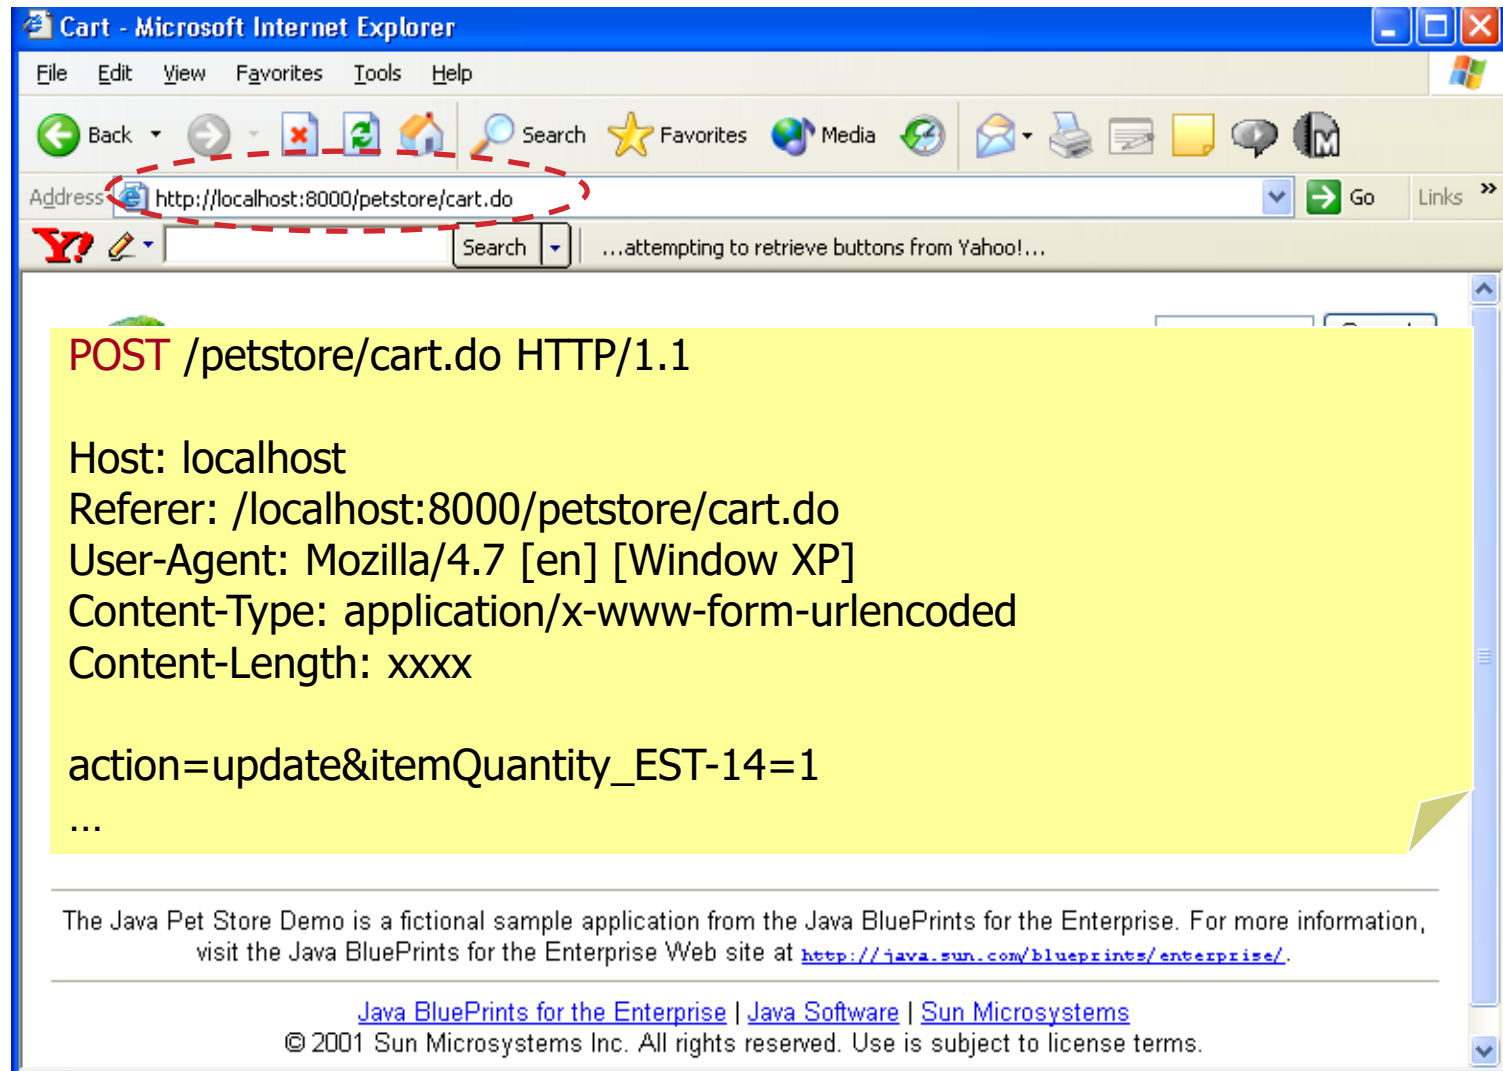 Cart - Microsoft Internet Explorer
File Edit View Favorites Tools Help
Back Search Favorites Media
Address http://localhost:8000/petstore/cart.do Go Links »
Y! Search ...attempting to retrieve buttons from Yahoo!...
POST /petstore/cart.do HTTP/1.1
Host: localhost
Referer: /localhost:8000/petstore/cart.do
User-Agent: Mozilla/4.7 [en] [Window XP]
Content-Type: application/x-www-form-urlencoded
Content-Length: xxxx
action=update&itemQuantity_EST-14=1
...
The Java Pet Store Demo is a fictional sample application from the Java BluePrints for the Enterprise. For more information,
visit the Java BluePrints for the Enterprise Web site at http://java.sun.com/blueprints/enterprise/.
Java BluePrints for the Enterprise | Java Software | Sun Microsystems
© 2001 Sun Microsystems Inc. All rights reserved. Use is subject to license terms.